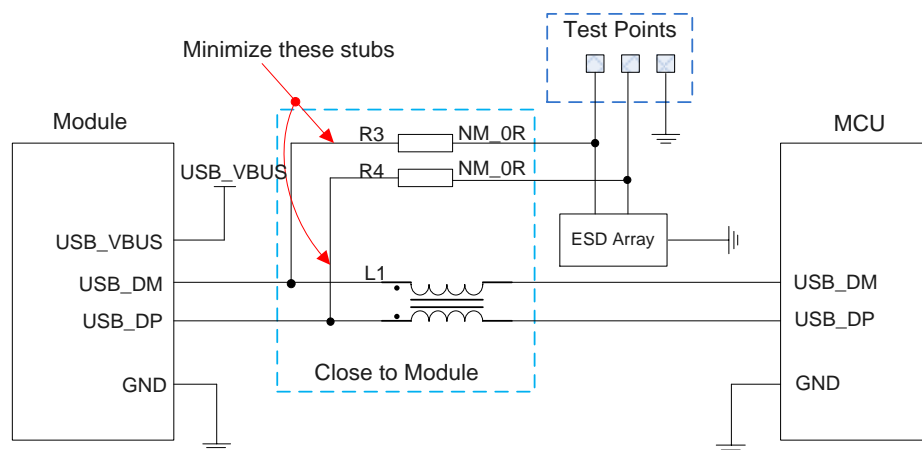 Minimize these stubs
Test Points
Module
MCU
R3
NM_0R
USB_VBUS
R4
NM_0R
ESD Array
USB_VBUS
USB_DM
L1
USB_DM
USB_DP
USB_DP
Close to Module
GND
GND